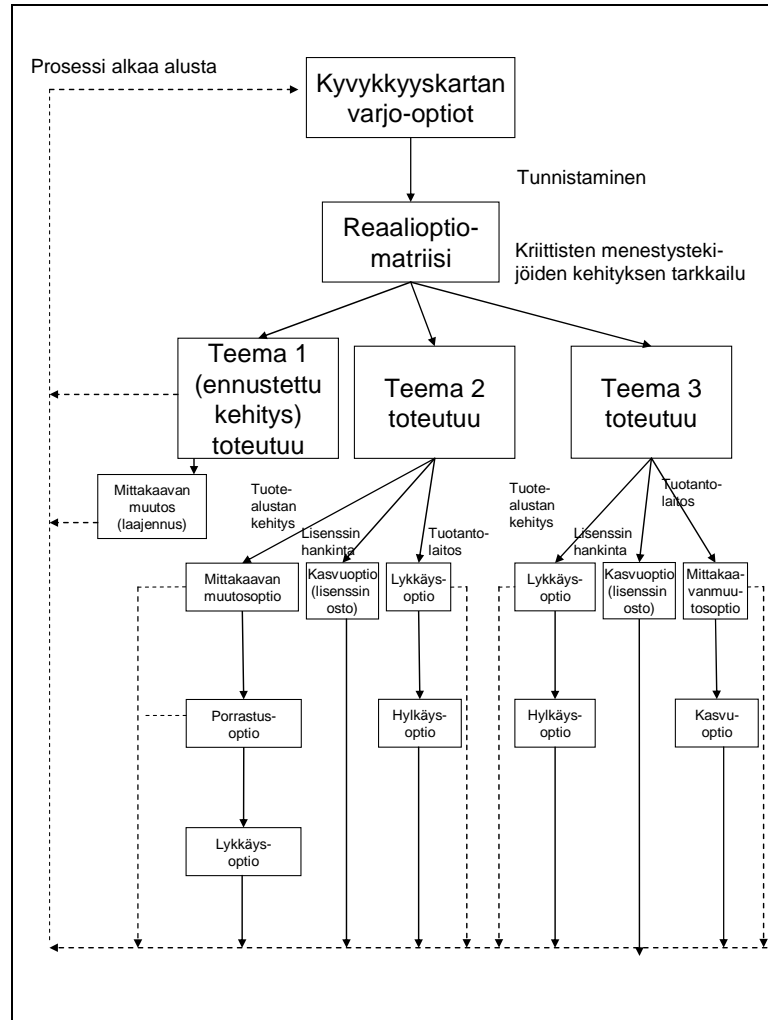 Prosessi alkaa alusta
Kyvykkyyskartan
varjo-optiot
Tunnistaminen
Reaalioptio-
matriisi
Kriittisten menestysteki-
jöiden kehityksen tarkkailu
Teema 1
(ennustettu
kehitys)
toteutuu
Teema 2
toteutuu
Teema 3
toteutuu
Mittakaavan
muutos
(laajennus)
Tuote-
alustan
kehitys
Lisenssin
hankinta
Tuotanto-
laitos
Tuote-
alustan
kehitys
Lisenssin
hankinta
Tuotanto-
laitos
Mittakaavan
muutosoptio
Kasvuoptio
(lisenssin
osto)
Lykkäys-
optio
Lykkäys-
optio
Kasvuoptio
(lisenssin
osto)
Mittakaa-
vanmuu-
tosoptio
Porrastus-
optio
Hylkäys-
optio
Hylkäys-
optio
Kasvu-
optio
Lykkäys-
optio